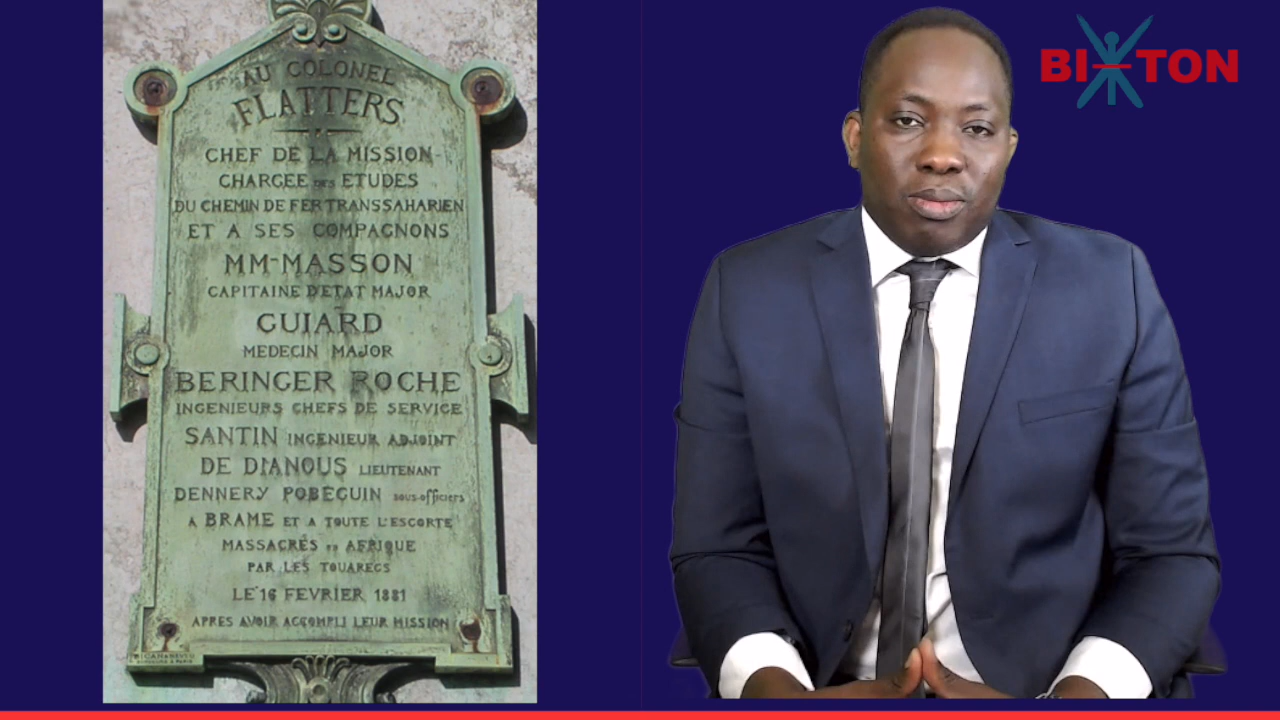 AU COLONEL
FLATTERS
CHEF DE LA MISSION
CHARGEE DES ETUDES
DU CHEMIN DE FER TRANSSAHARIEN
ET A SES COMPAGNONS
MM-MASSON
CAPITAINE D'ETAT MAJOR
GUIARD
MEDECIN MAJOR
BERINGER ROCHE
INGENIEURS CHEFS DE SERVICE
SANTIN INGENIEUR ADJOINT
DE DIANOUS LIEUTENANT
DENNERY POBEGUIN sous-officiers
A BRAME ET A TOUTE L'ESCORTE
MASSACRÉS EN AFRIQUE
PAR LES TOUAREGS
LE 16 FEVRIER 1881
APRES AVOIR ACCOMPLI LEUR MISSION
BIXTON